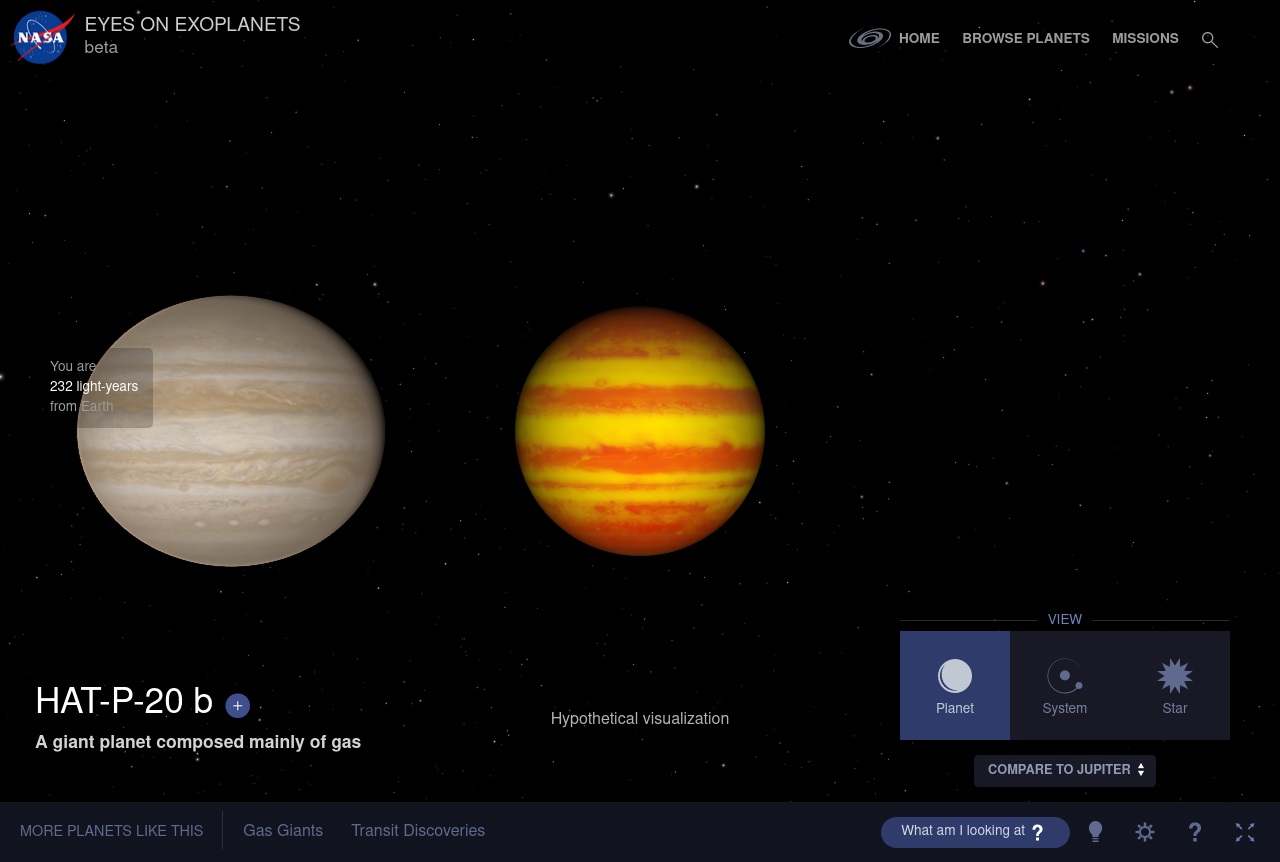 NASA
EYES ON EXOPLANETS
beta
HOME
BROWSE PLANETS
MISSIONS
You are
232 light-years
from Earth
HAT-P-20 b +
A giant planet composed mainly of gas
Hypothetical visualization
VIEW
Planet
System
Star
COMPARE TO JUPITER
MORE PLANETS LIKE THIS
Gas Giants
Transit Discoveries
What am I looking at ?
?